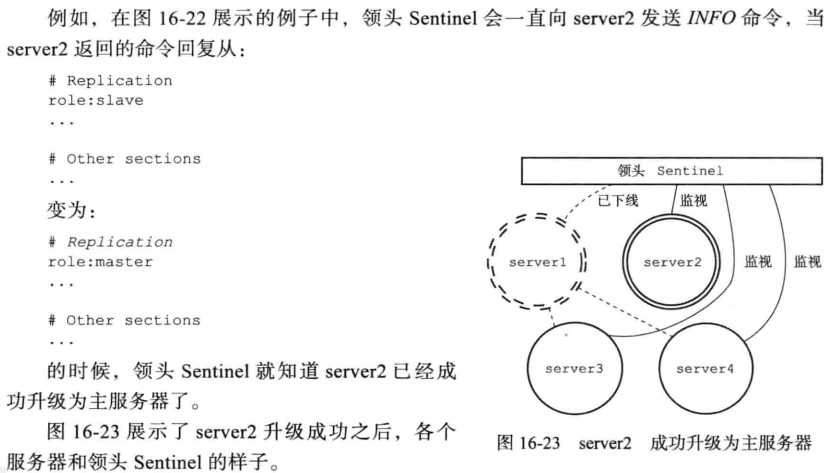 例如，在图 16-22 展示的例子中，领头 Sentinel 会一直向 server2 发送 INFO 命令，当
server2 返回的命令回复从：
# Replication
role:slave
...
# Other sections
...
变为：
# Replication
role:master
...
# Other sections
...
的时候，领头 Sentinel 就知道 server2 已经成
功升级为主服务器了。
图 16-23 展示了 server2 升级成功之后，各个
服务器和领头 Sentinel 的样子。
领头 Sentinel
已下线
监视
server1
server2
监视
监视
server3
server4
图 16-23 server2 成功升级为主服务器